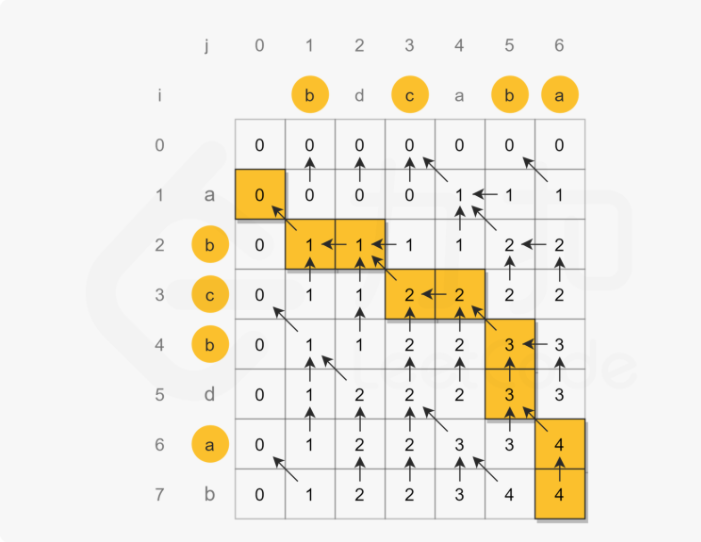 j 0 1 2 3 4 5 6
i b d c a b a
0 0 0 0 0 0 0 0
1 a 0 0 0 0 1 1 1
2 b 0 1 1 1 1 2 2
3 c 0 1 1 2 2 2 2
4 b 0 1 1 2 2 3 3
5 d 0 1 2 2 2 3 3
6 a 0 1 2 2 3 3 4
7 b 0 1 2 2 3 4 4